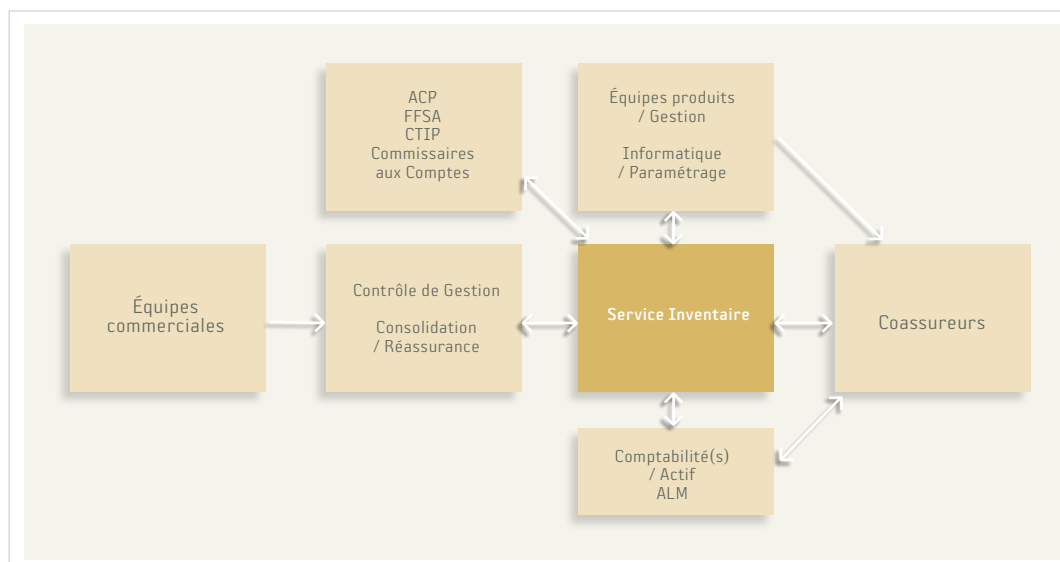 ACP
FFSA
CTIP
Commissaires
aux Comptes
Équipes produits
/ Gestion
Informatique
/ Paramétrage
Équipes
commerciales
Contrôle de Gestion
Consolidation
/ Réassurance
Service Inventaire
Coassureurs
Comptabilité(s)
/ Actif
ALM